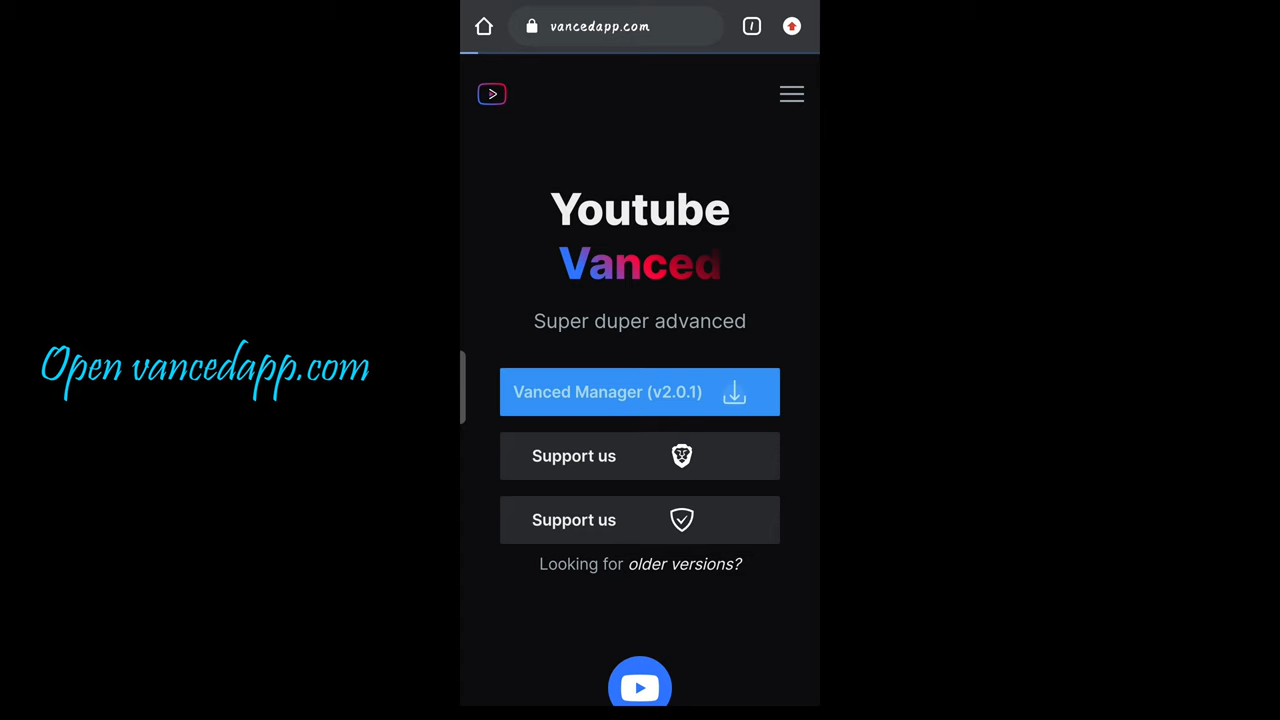 vancedapp.com
Youtube
Vanced
Super duper advanced
Open vancedapp.com
Vanced Manager (v2.0.1)
Support us
Support us
Looking for older versions?